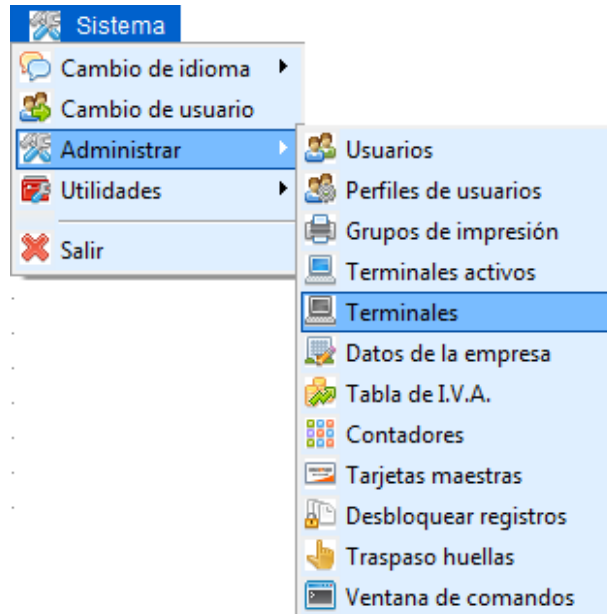 Sistema
Cambio de idioma
Cambio de usuario
Administrar
Utilidades
Salir
Usuarios
Perfiles de usuarios
Grupos de impresión
Terminales activos
Terminales
Datos de la empresa
Tabla de I.V.A.
Contadores
Tarjetas maestras
Desbloquear registros
Traspaso huellas
Ventana de comandos